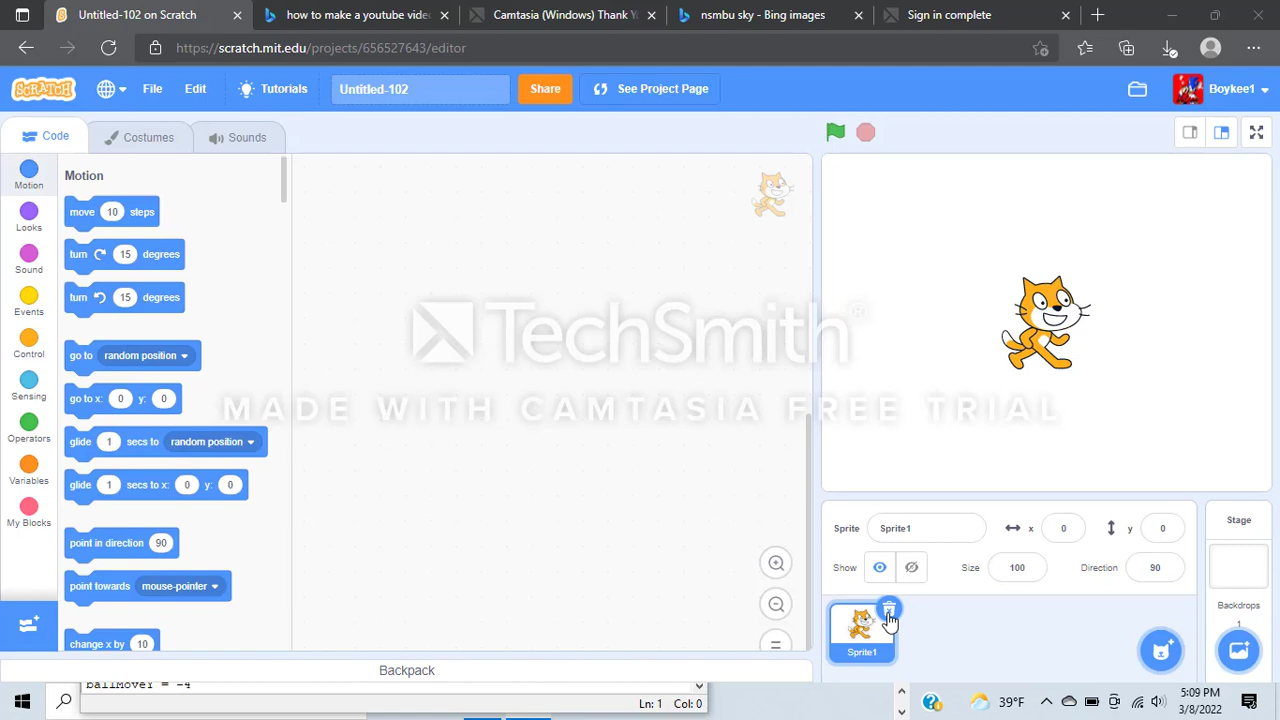 Untitled-102 on Scratch
how to make a youtube video
Camtasia (Windows) Thank Y
nsmbu sky - Bing images
Sign in complete
https://scratch.mit.edu/projects/656527643/editor
SCRATCH
File
Edit
Tutorials
Untitled-102
Share
See Project Page
Boykee1
Code
Costumes
Sounds
Motion
Looks
Sound
Events
Control
Sensing
Operators
Variables
My Blocks
Motion
move 10 steps
turn 15 degrees
turn 15 degrees
go to random position
go to x: 0 y: 0
glide 1 secs to random position
glide 1 secs to x: 0 y: 0
point in direction 90
point towards mouse-pointer
change x by 10
TechSmith®
MADE WITH CAMTASIA FREE TRIAL
Sprite Sprite1 x 0 y 0
Show Size 100 Direction 90
Sprite1
Stage
Backdrops
1
Backpack
ballMoveY = -4
Ln: 1 Col: 0
39°F
5:09 PM
3/8/2022